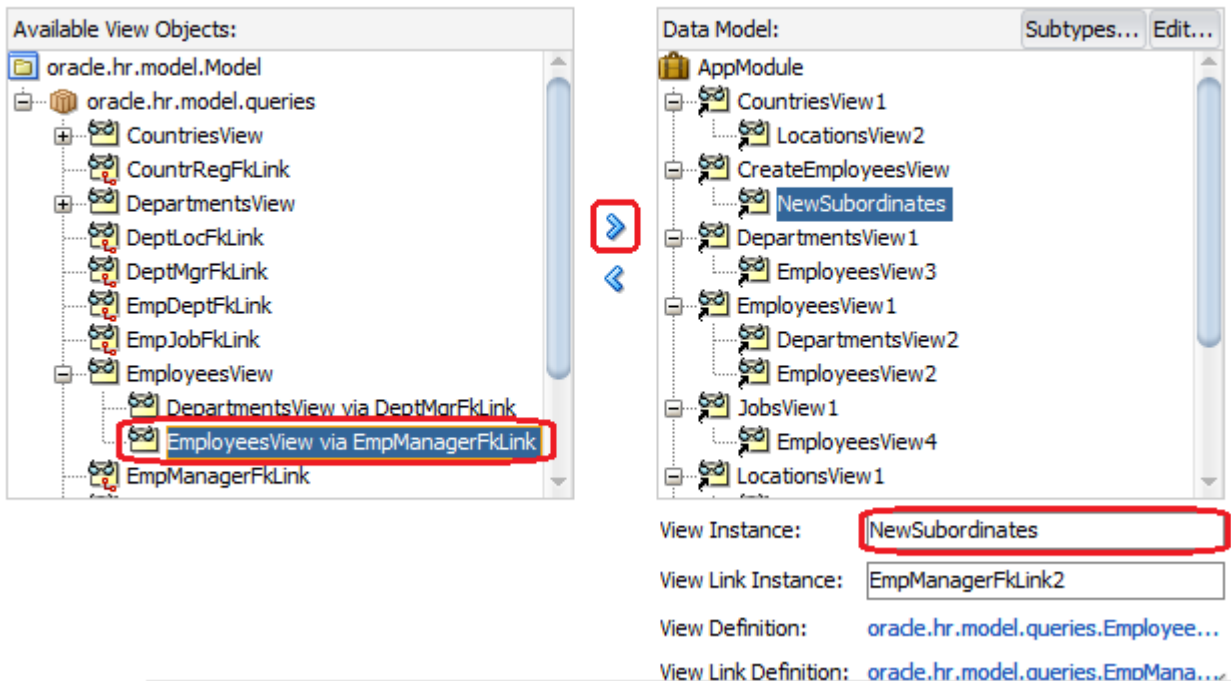 Available View Objects:
oracle.hr.model.Model
oracle.hr.model.queries
CountriesView
CountrRegFkLink
DepartmentsView
DeptLocFkLink
DeptMgrFkLink
EmpDeptFkLink
EmpJobFkLink
EmployeesView
DepartmentsView via DeptMgrFkLink
EmployeesView via EmpManagerFkLink
EmpManagerFkLink
Data Model: Subtypes... Edit...
AppModule
CountriesView1
LocationsView2
CreateEmployeesView
NewSubordinates
DepartmentsView1
EmployeesView3
EmployeesView1
DepartmentsView2
EmployeesView2
JobsView1
EmployeesView4
LocationsView1
View Instance: NewSubordinates
View Link Instance: EmpManagerFkLink2
View Definition: oracle.hr.model.queries.Employee...
View Link Definition: oracle.hr.model.queries.EmpMana...